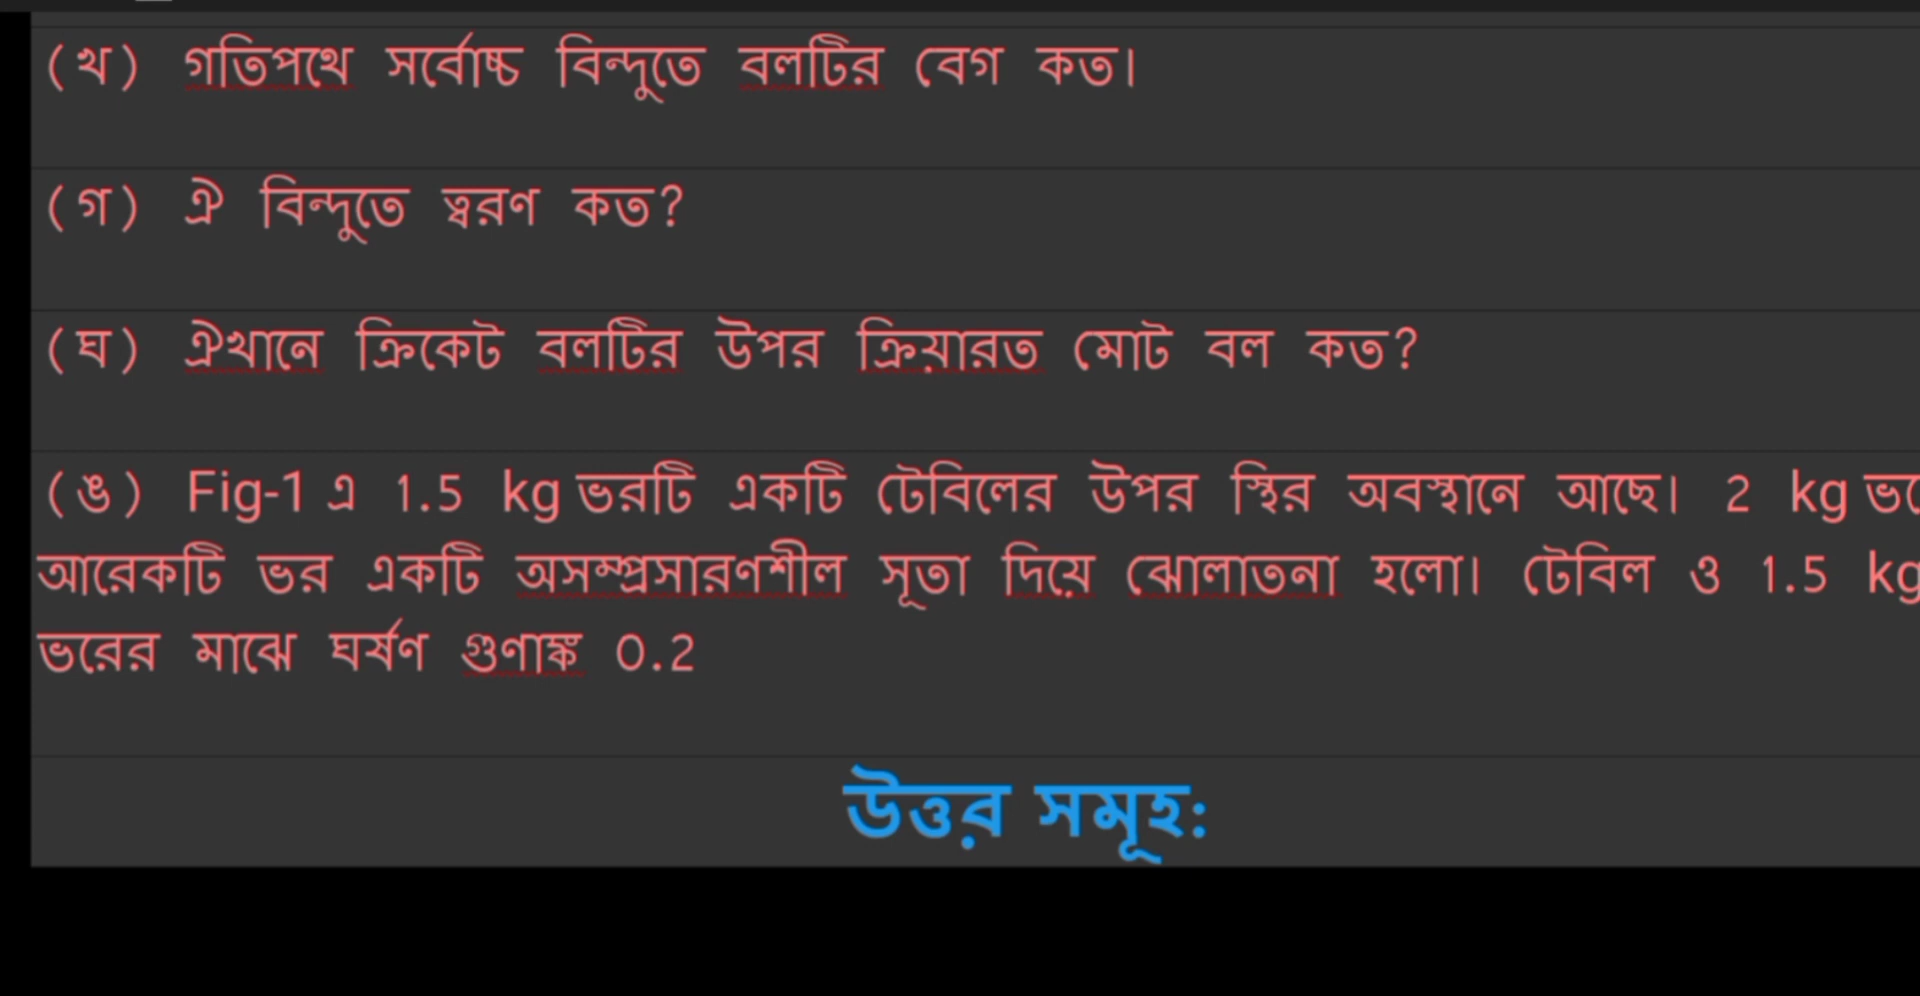 (খ) গতিপথে সর্বোচ্চ বিন্দুতে বলটির বেগ কত।
(গ) ঐ বিন্দুতে ত্বরণ কত?
(ঘ) ঐখানে ক্রিকেট বলটির উপর ক্রিয়ারত মোট বল কত?
(ঙ) Fig-1 এ 1.5 kg ভরটি একটি টেবিলের উপর স্থির অবস্থানে আছে। 2 kg
আরেকটি ভর একটি অসম্প্রসারণশীল সূতা দিয়ে ঝোলাতনা হলো। টেবিল ও 1.5 kg
ভরের মাঝে ঘর্ষণ গুণাঙ্ক 0.2
উত্তর সমূহ: